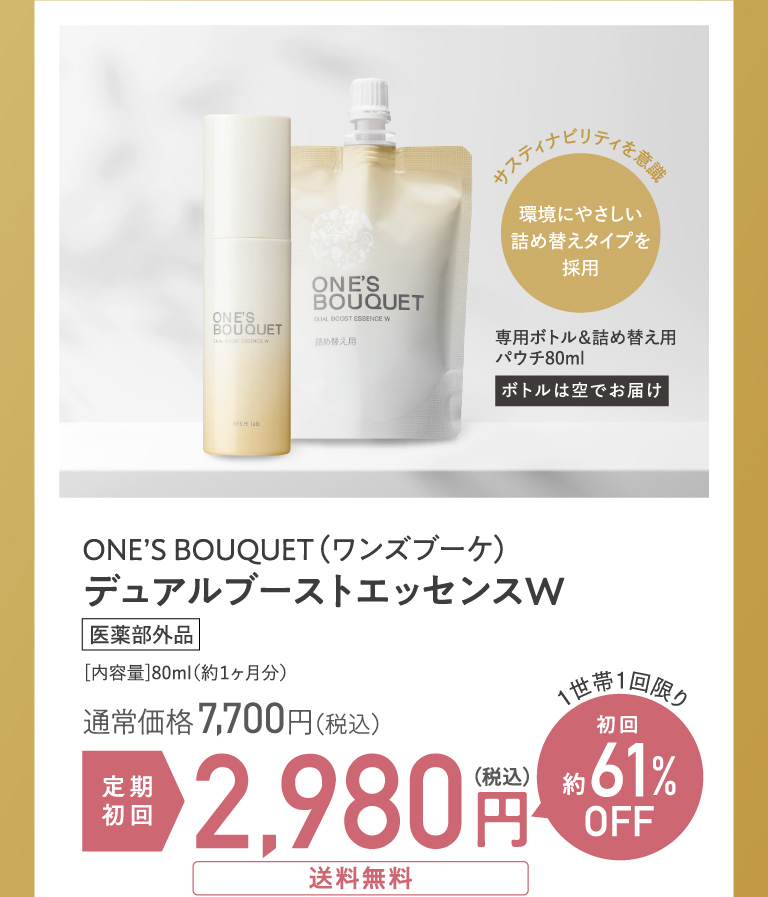 サスティナビリティを意識
環境にやさしい
詰め替えタイプを
採用
ONE'S
BOUQUET
DUAL BOOST ESSENCE W
詰め替え用
ONE'S
BOUQUET
DUAL BOOST ESSENCE W
M&H lab.
専用ボトル＆詰め替え用
パウチ80ml
ボトルは空でお届け
ONE'S BOUQUET（ワンズブーケ）
デュアルブーストエッセンスW
医薬部外品
［内容量］80ml（約1ヶ月分）
通常価格7,700円（税込）
1世帯1回限り
初回
約61%
OFF
定期
初回
2,980円（税込）
送料無料